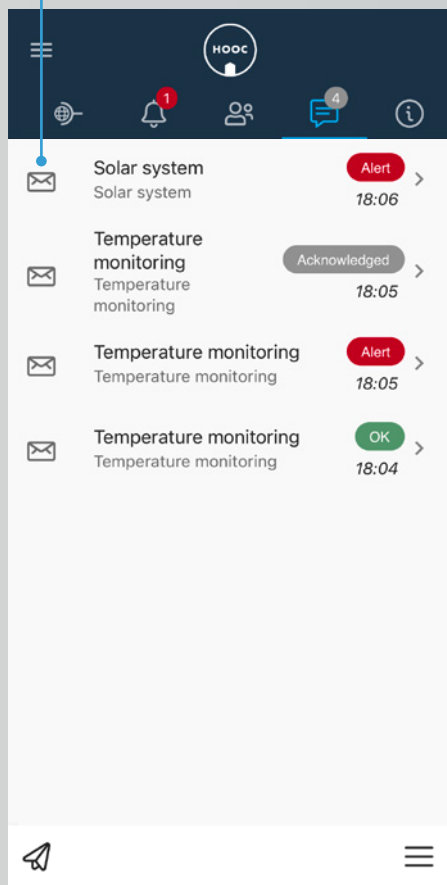 HOOC
1
4
Solar system
Alert
Solar system
18:06
Temperature
monitoring
Acknowledged
Temperature
monitoring
18:05
Temperature monitoring
Alert
Temperature monitoring
18:05
Temperature monitoring
OK
Temperature monitoring
18:04